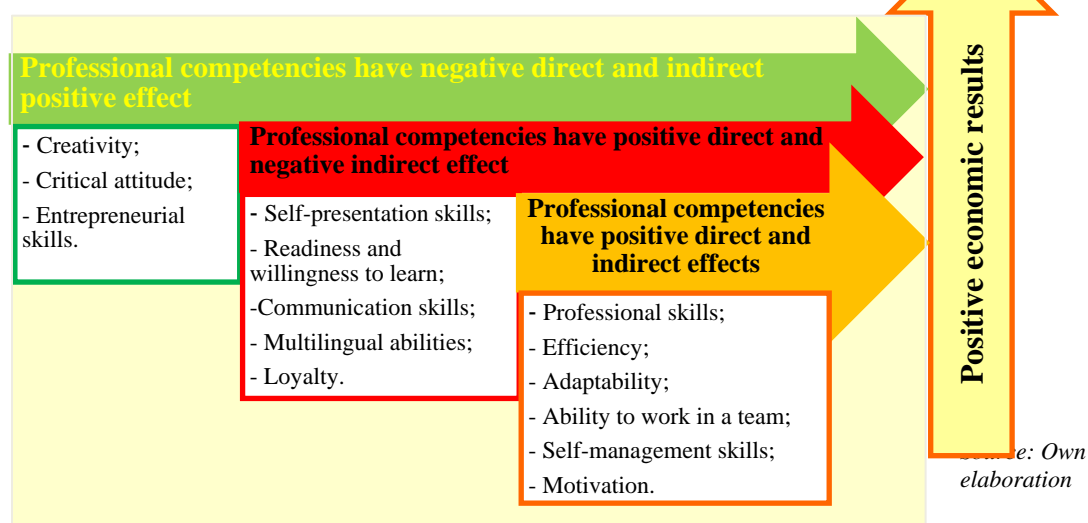 Professional competencies have negative direct and indirect
positive effect
- Creativity;
- Critical attitude;
- Entrepreneurial
skills.
Professional competencies have positive direct and
negative indirect effect
- Self-presentation skills;
- Readiness and
willingness to learn;
-Communication skills;
- Multilingual abilities;
- Loyalty.
Professional competencies
have positive direct and
indirect effects
- Professional skills;
- Efficiency;
- Adaptability;
- Ability to work in a team;
- Self-management skills;
- Motivation.
Positive economic results
Source: Own
elaboration